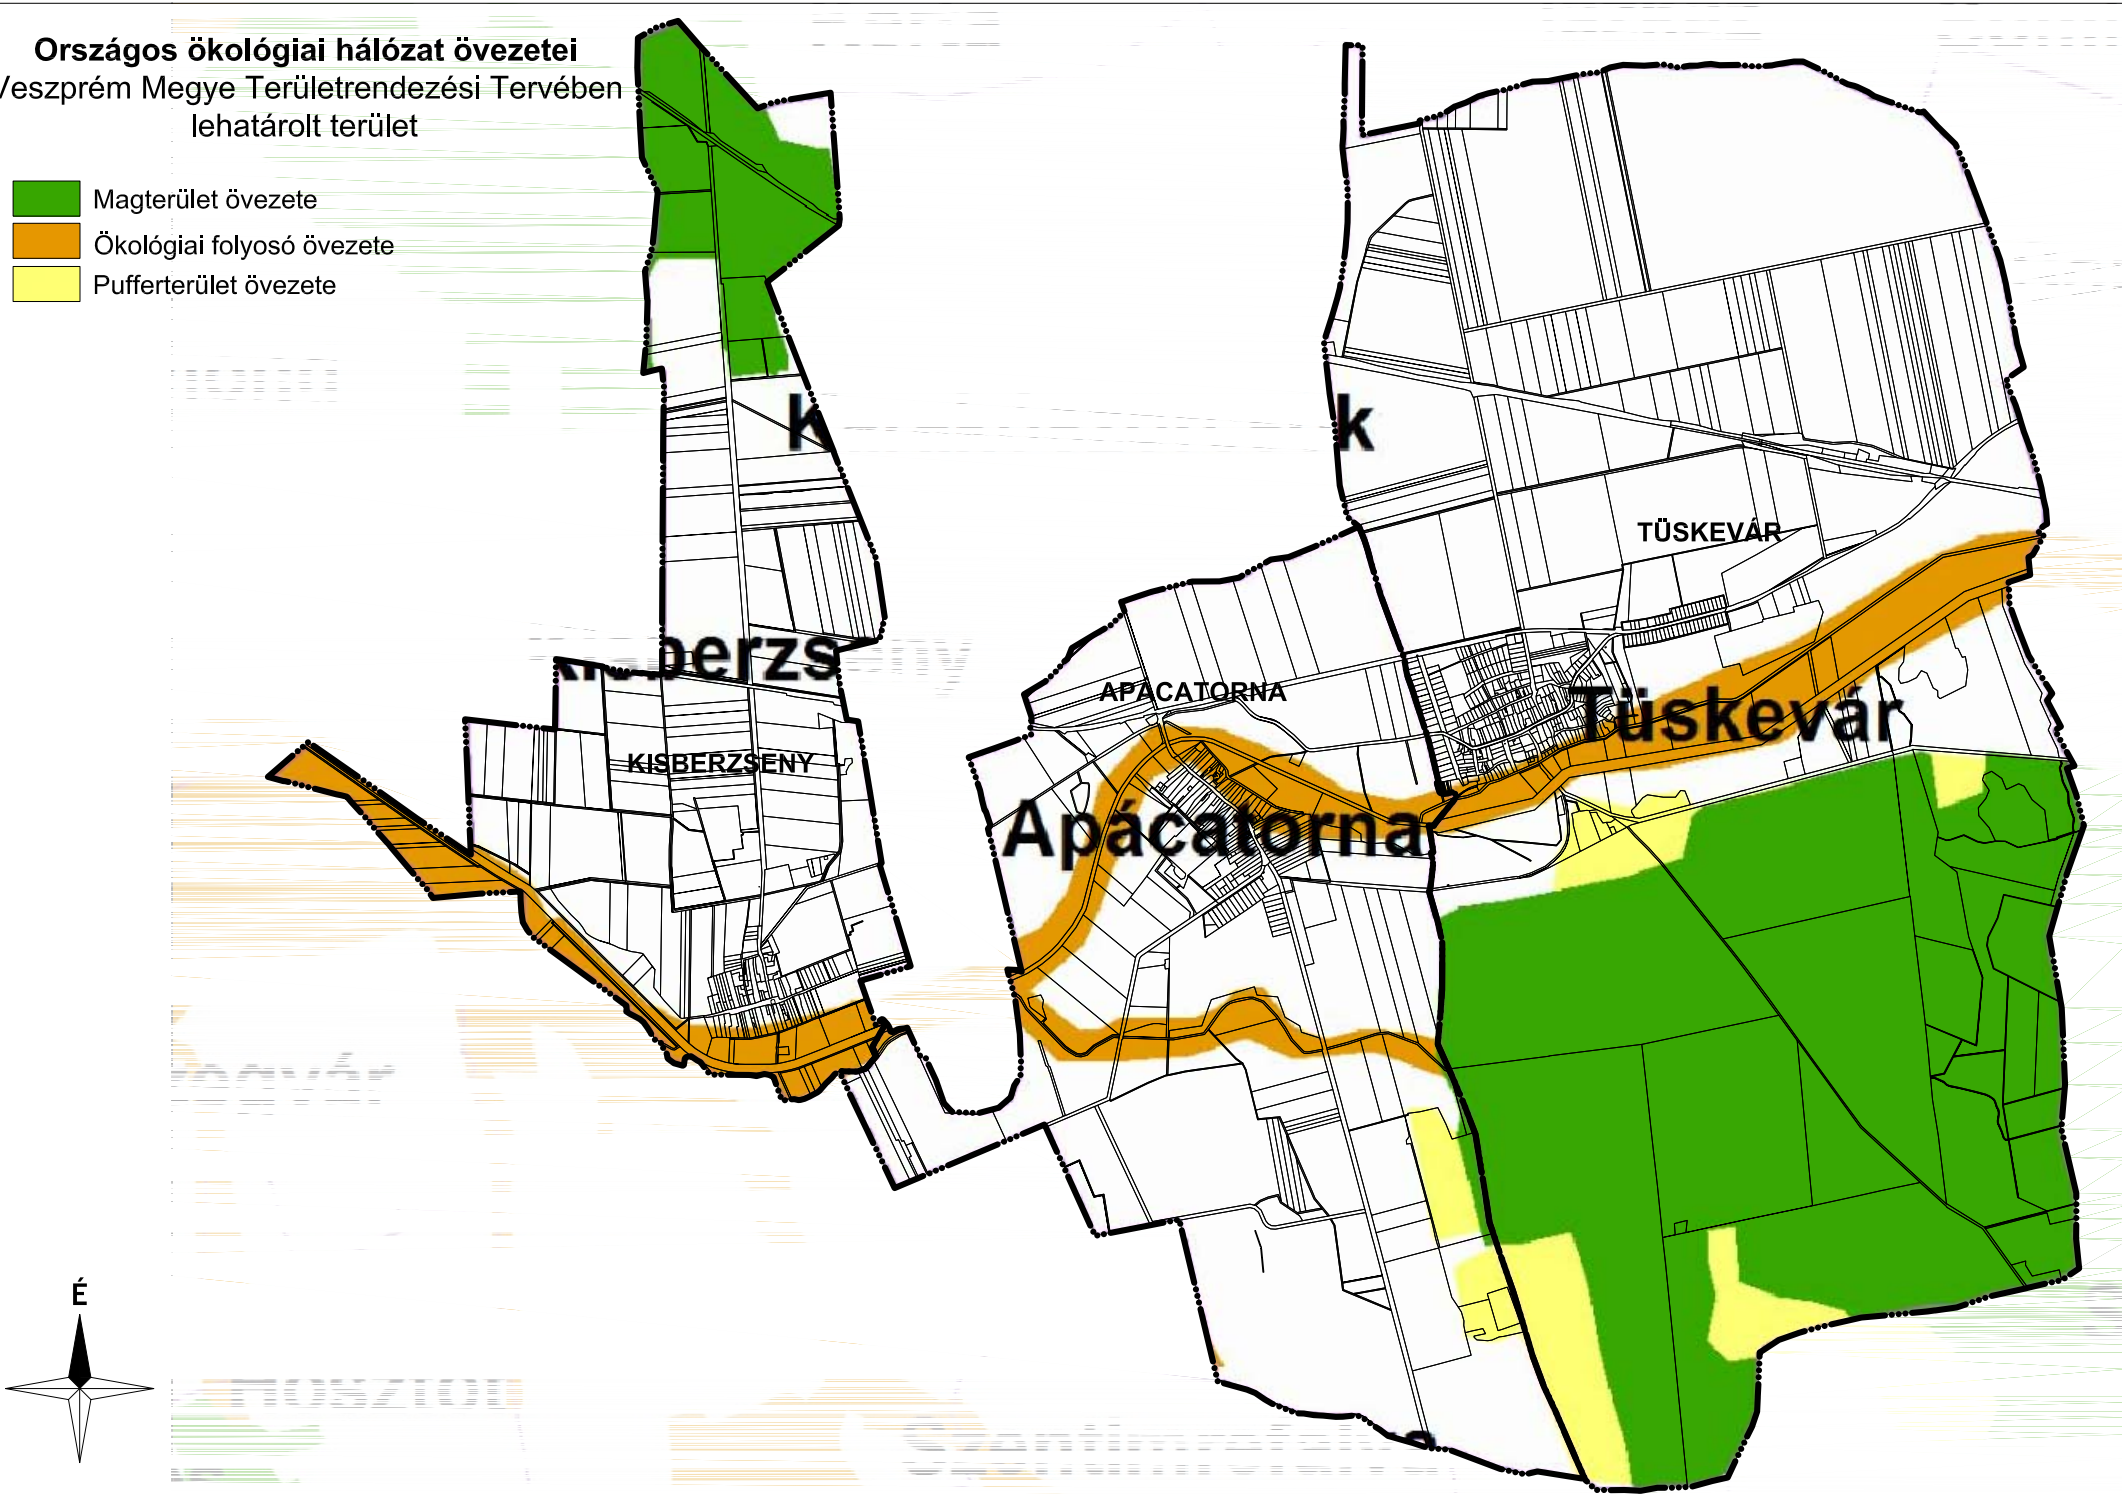 Országos ökológiai hálózat övezetei
Veszprém Megye Területrendezési Tervében
lehatárolt terület
Magterület övezete
Ökológiai folyosó övezete
Pufferterület övezete
k
TÜSKEVÁR
APÁCATORNA
Tüskevár
KISBERZSENY
Apácatorna
É